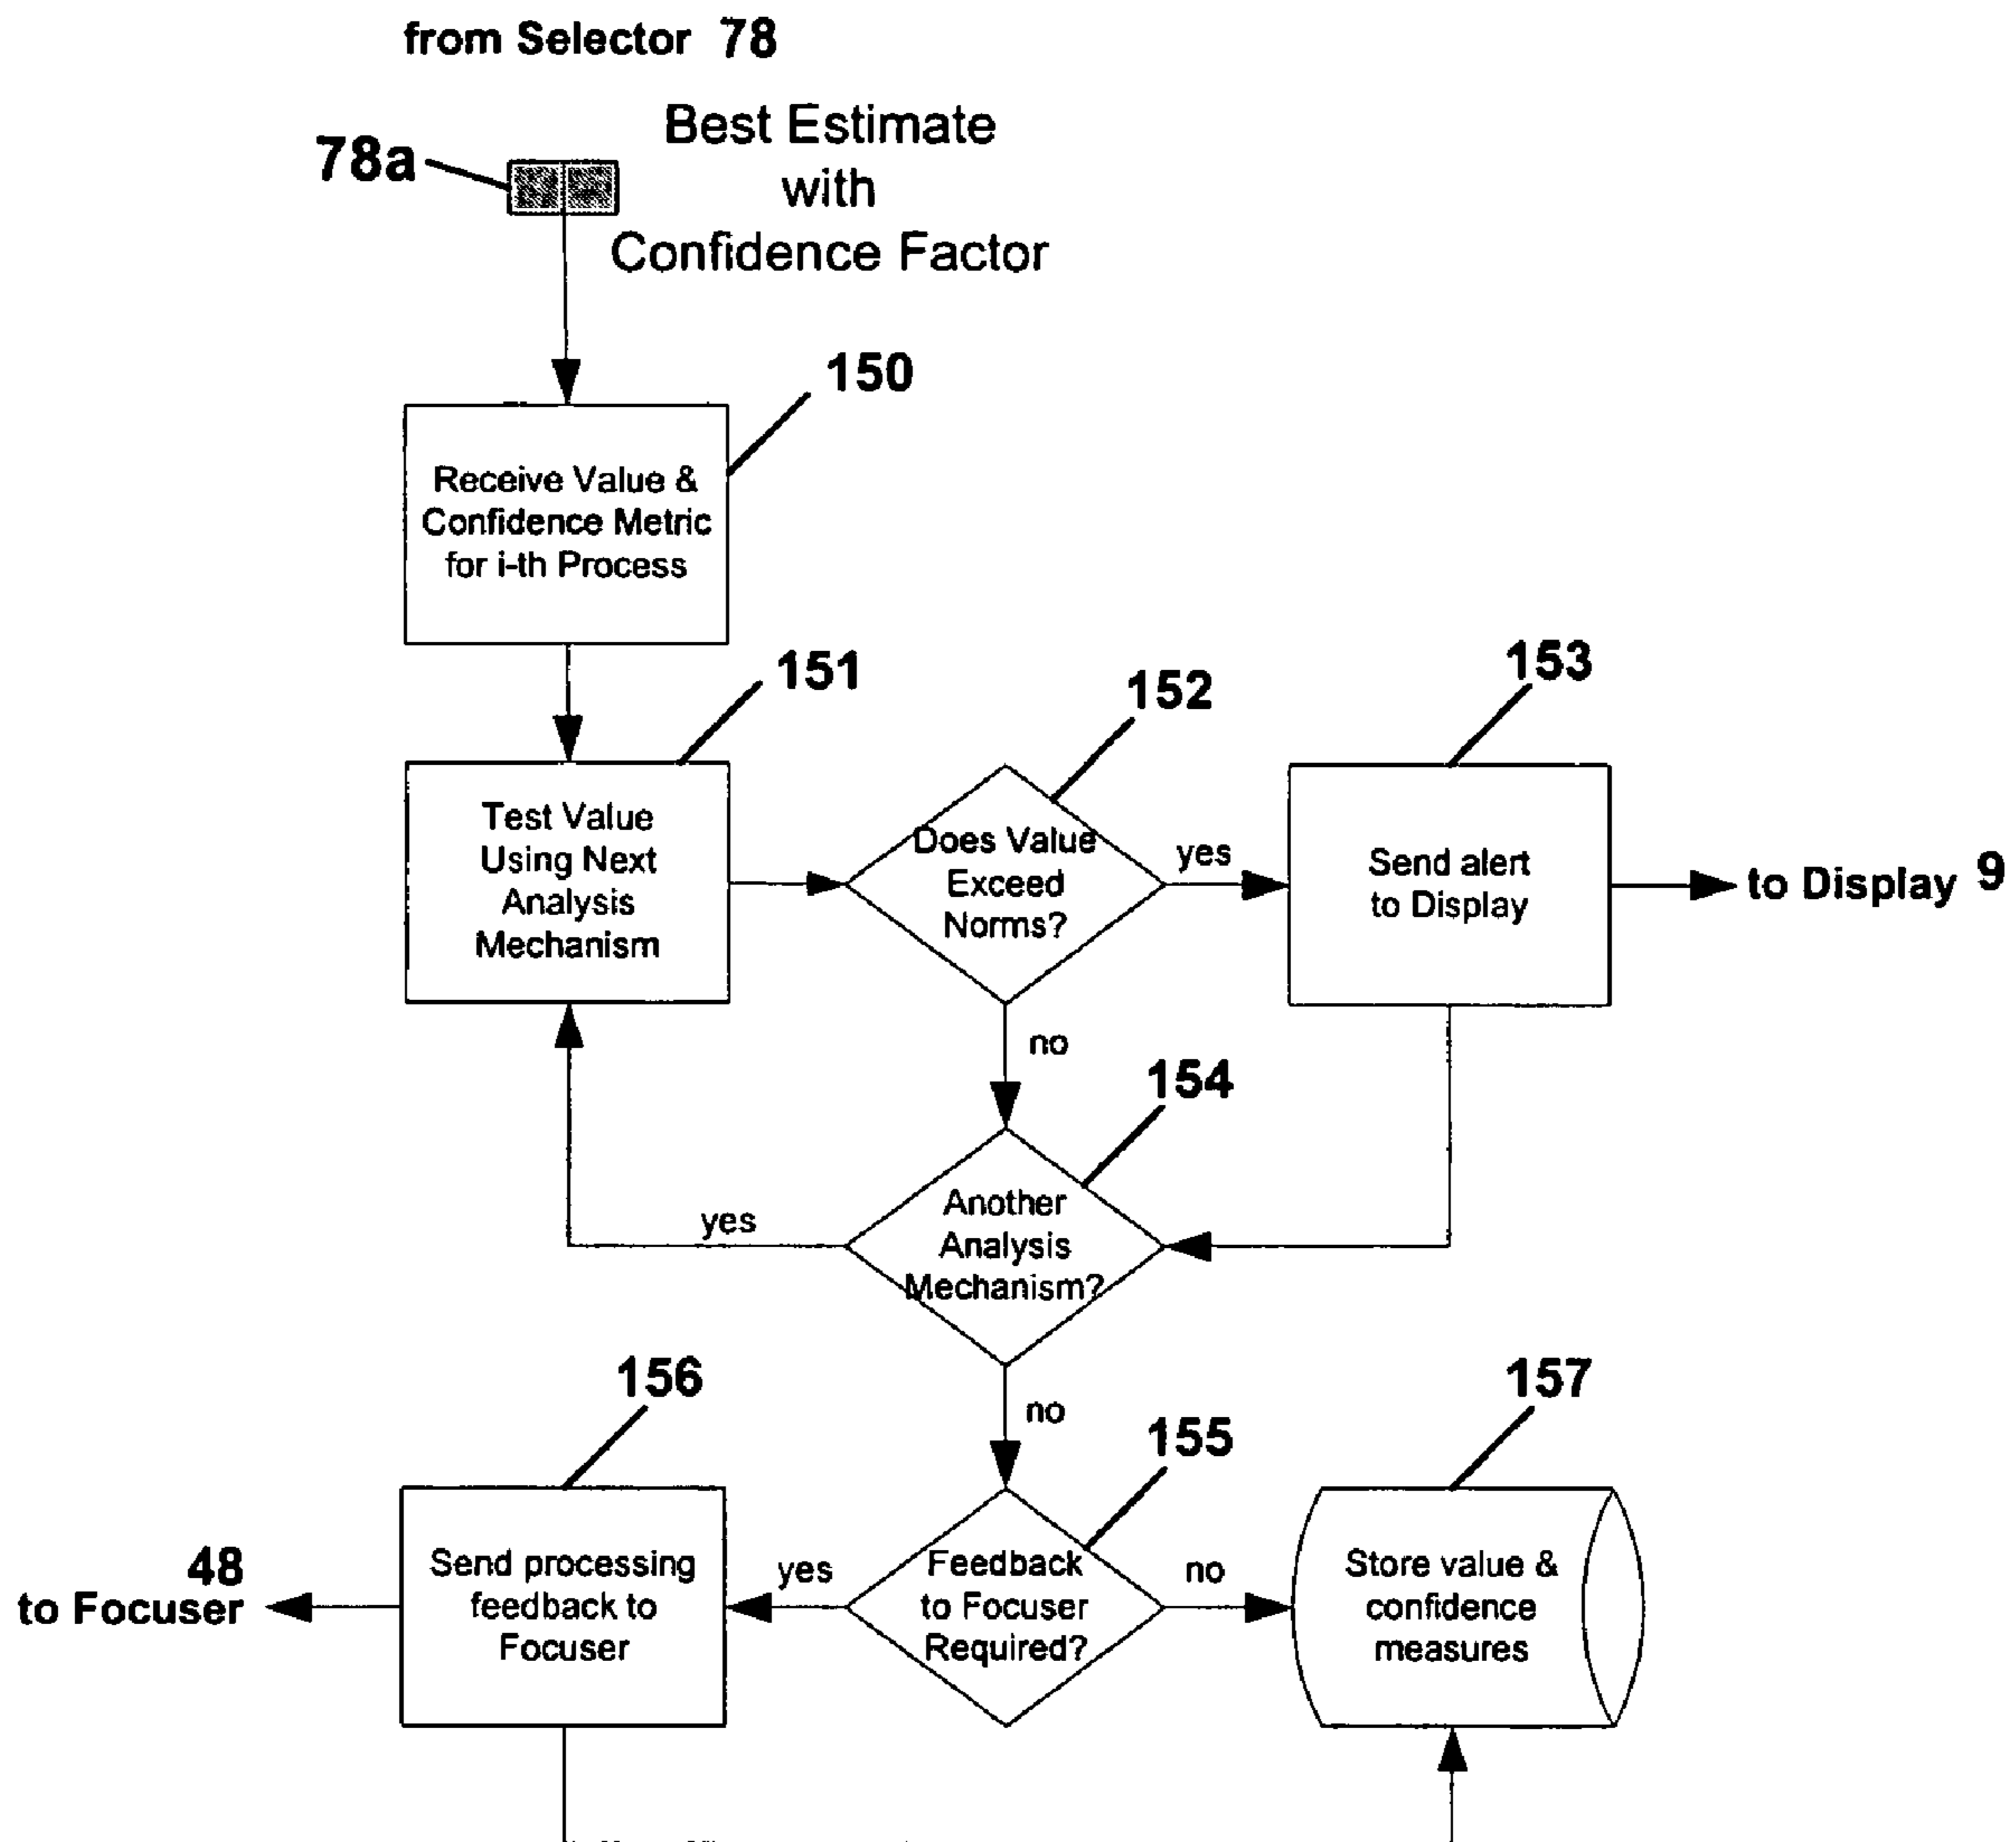 from Selector 78
78a
Best Estimate
with
Confidence Factor
150
Receive Value &
Confidence Metric
for i-th Process
151
Test Value
Using Next
Analysis
Mechanism
152
Does Value
Exceed
Norms?
yes
no
153
Send alert
to Display
to Display 9
154
Another
Analysis
Mechanism?
yes
no
155
Feedback
to Focuser
Required?
yes
no
156
Send processing
feedback to
Focuser
48
to Focuser
157
Store value &
confidence
measures